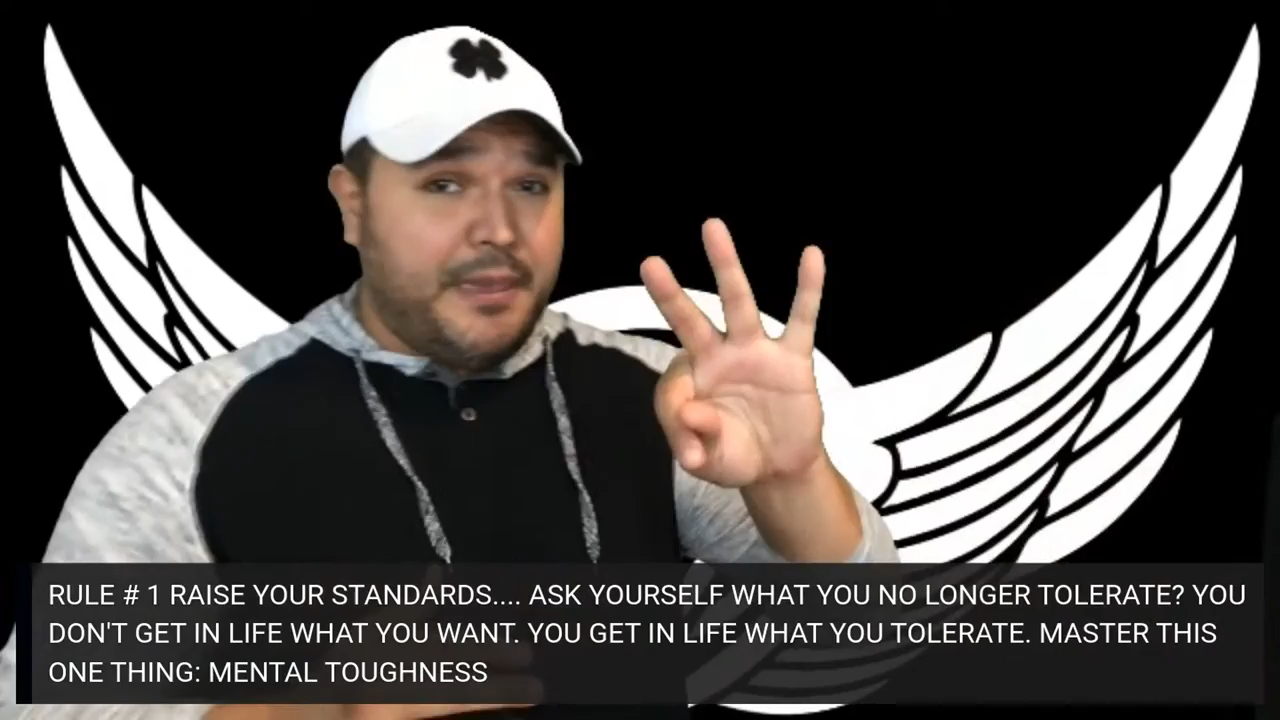 RULE # 1 RAISE YOUR STANDARDS.... ASK YOURSELF WHAT YOU NO LONGER TOLERATE? YOU
DON'T GET IN LIFE WHAT YOU WANT. YOU GET IN LIFE WHAT YOU TOLERATE. MASTER THIS
ONE THING: MENTAL TOUGHNESS